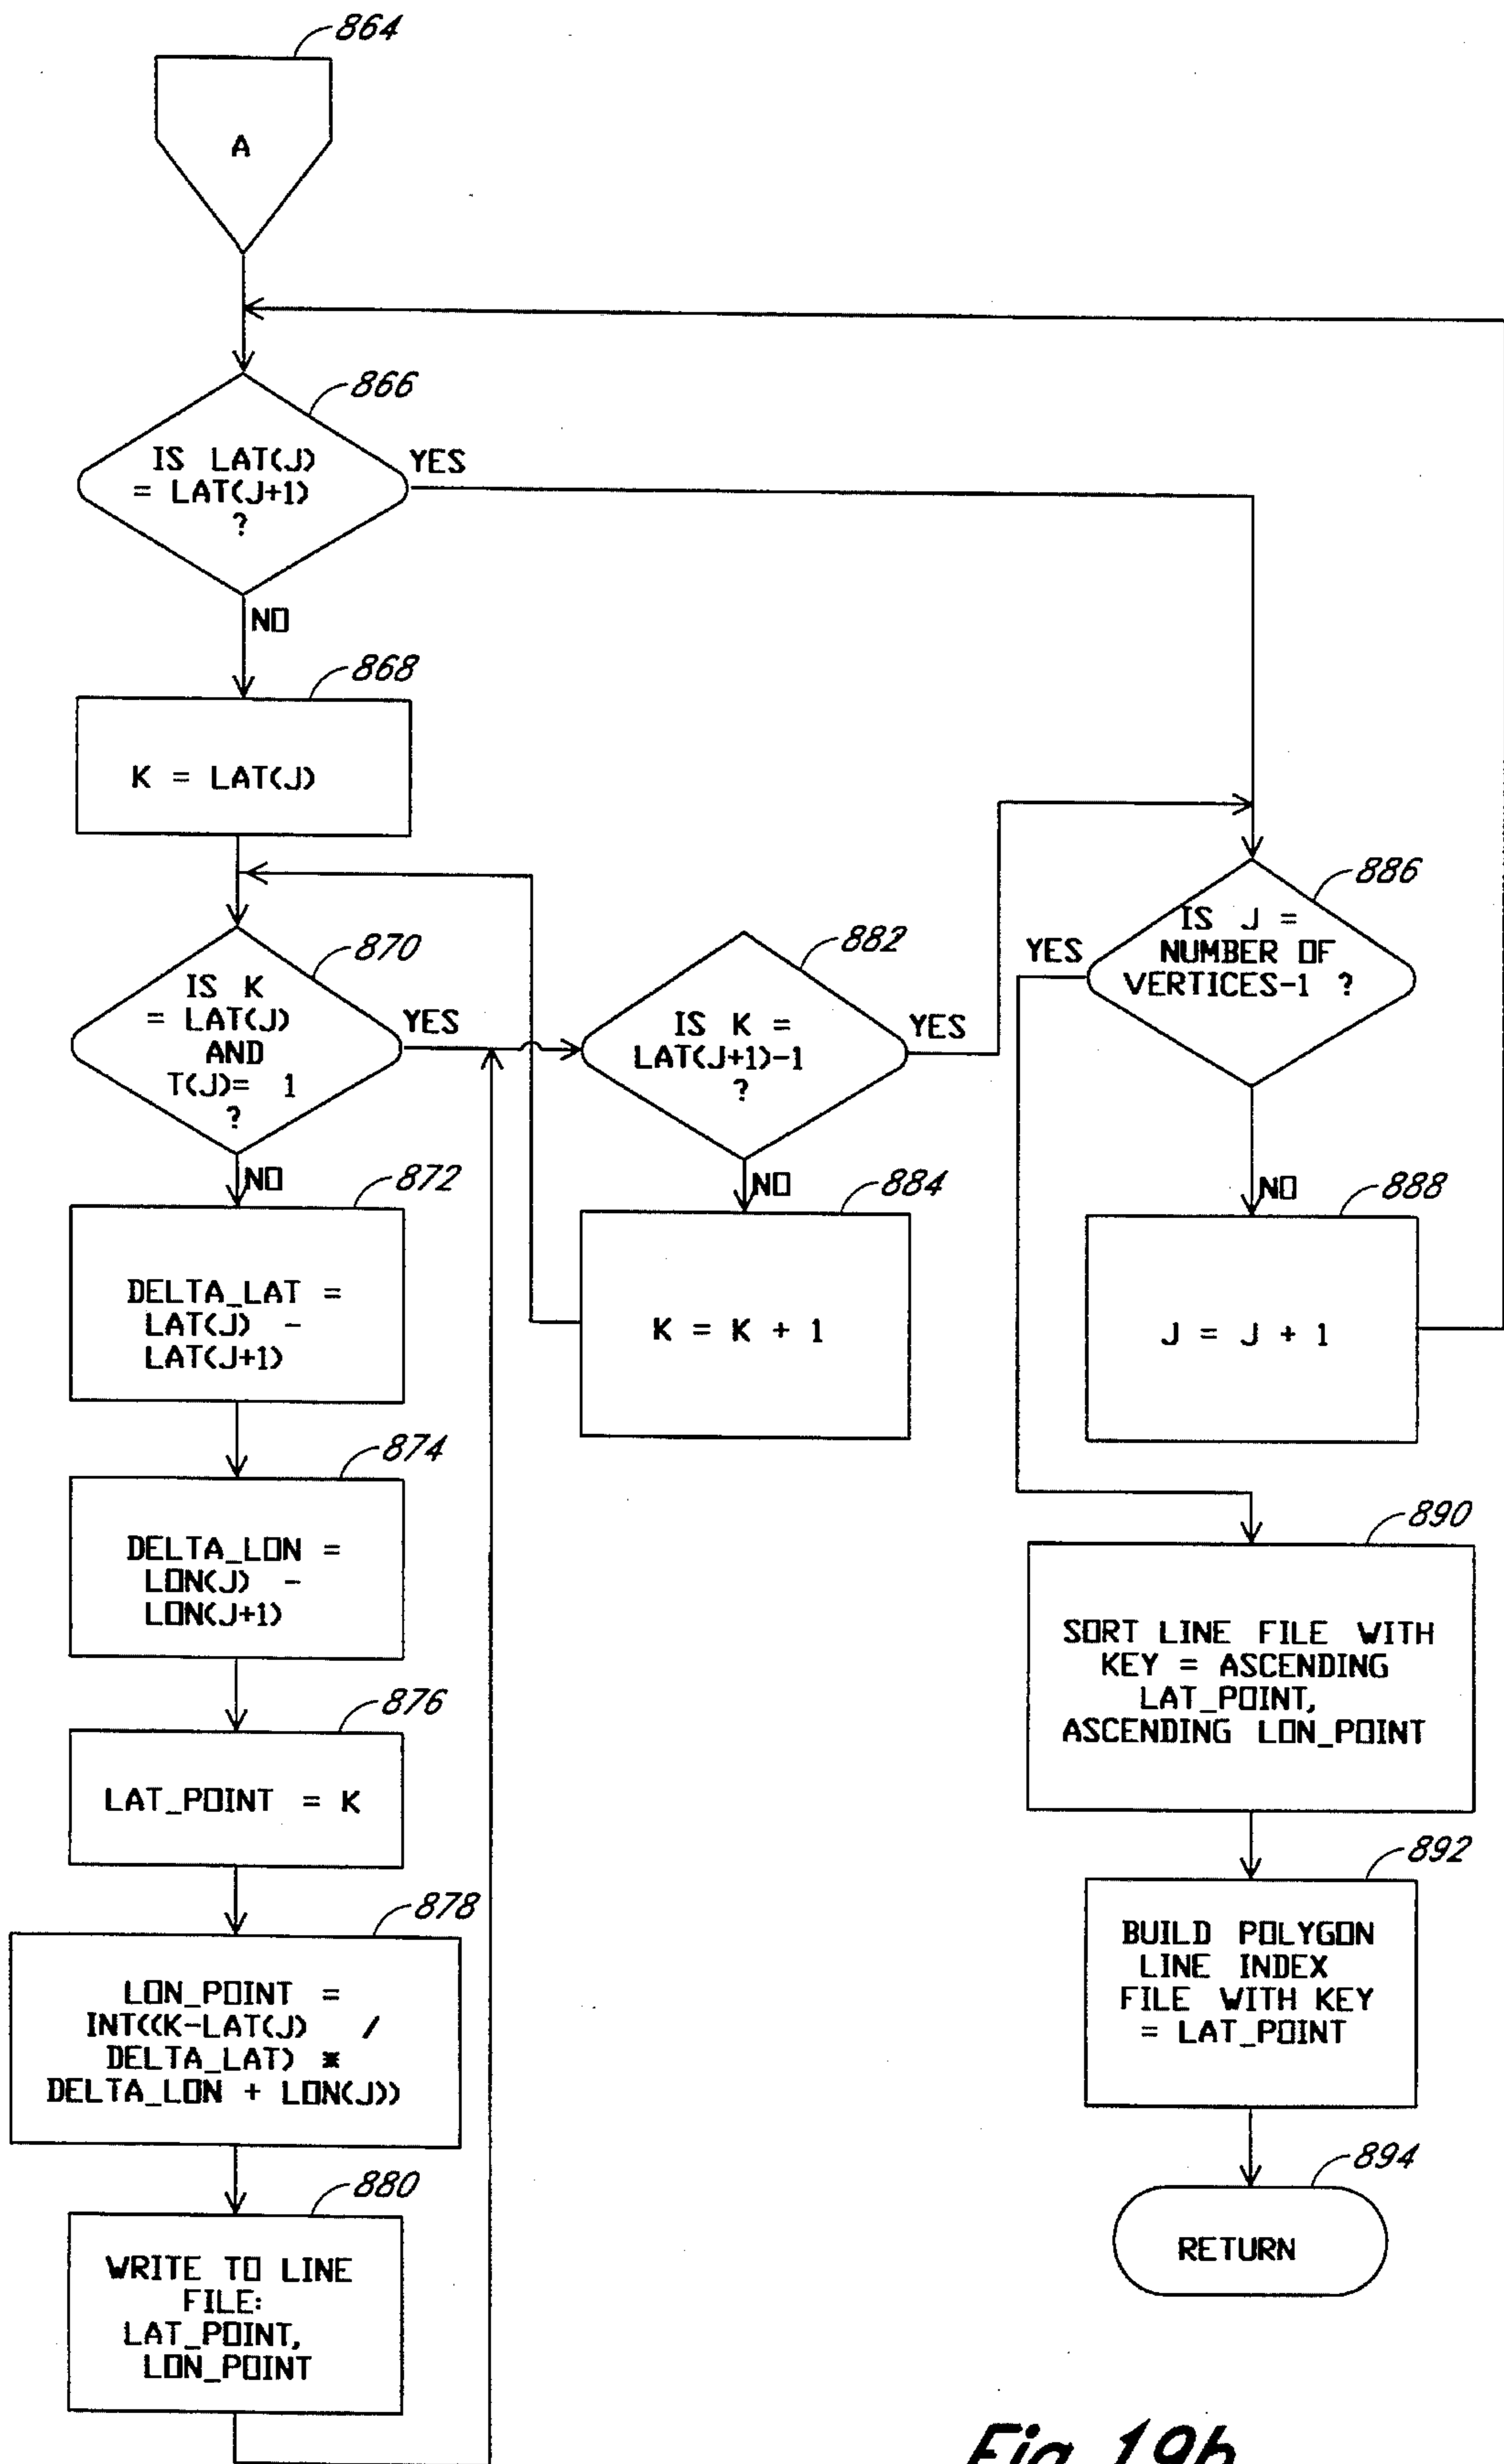 864
A
866
IS LAT(J)
= LAT(J+1)
?
YES
NO
868
K = LAT(J)
870
IS K
= LAT(J)
AND
T(J)= 1
?
YES
NO
872
DELTA_LAT =
LAT(J) -
LAT(J+1)
874
DELTA_LON =
LON(J) -
LON(J+1)
876
LAT_POINT = K
878
LON_POINT =
INT((K-LAT(J) /
DELTA_LAT) *
DELTA_LON + LON(J))
880
WRITE TO LINE
FILE:
LAT_POINT,
LON_POINT
882
IS K =
LAT(J+1)-1
?
YES
NO
884
K = K + 1
886
IS J =
NUMBER OF
VERTICES-1 ?
YES
NO
888
J = J + 1
890
SORT LINE FILE WITH
KEY = ASCENDING
LAT_POINT,
ASCENDING LON_POINT
892
BUILD POLYGON
LINE INDEX
FILE WITH KEY
= LAT_POINT
894
RETURN
Fig. 19b